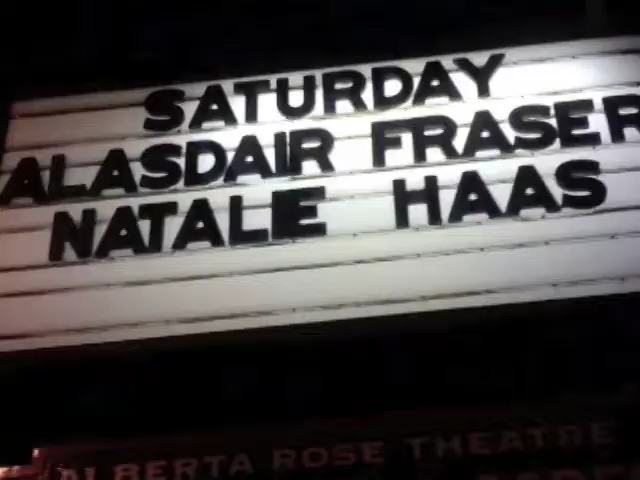 SATURDAY
ALASDAIR FRASER
NATALE HAAS
ALBERTA ROSE THEATRE